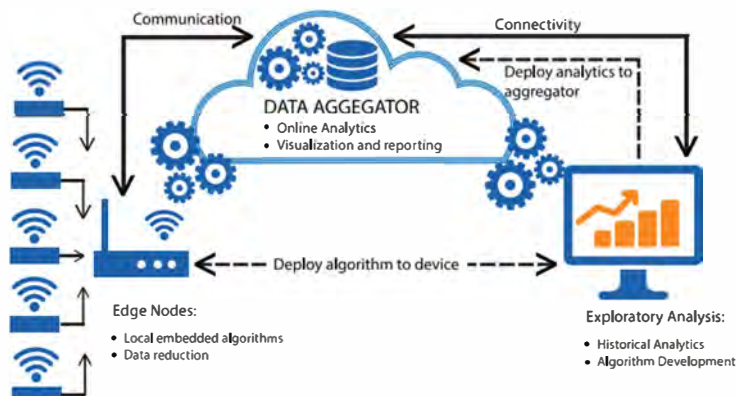 Communication
Connectivity
Deploy analytics to
aggregator
DATA AGGEGATOR
• Online Analytics
• Visualization and reporting
Deploy algorithm to device
Edge Nodes:
• Local embedded algorithms
• Data reduction
Exploratory Analysis:
• Historical Analytics
• Algorithm Development